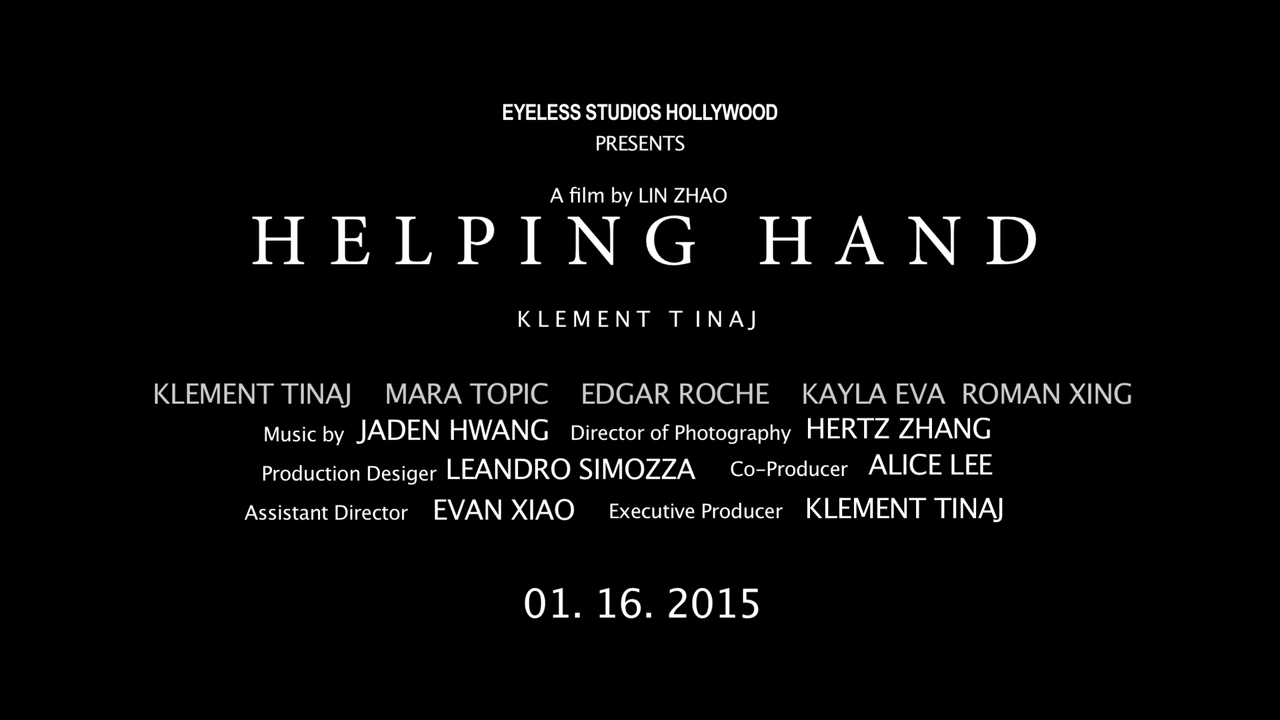 EYELESS STUDIOS HOLLYWOOD
PRESENTS
A film by LIN ZHAO
HELPING HAND
KLEMENT TINAJ
KLEMENT TINAJ MARA TOPIC EDGAR ROCHE KAYLA EVA ROMAN XING
Music by JADEN HWANG Director of Photography HERTZ ZHANG
Production Desiger LEANDRO SIMOZZA Co-Producer ALICE LEE
Assistant Director EVAN XIAO Executive Producer KLEMENT TINAJ
01. 16. 2015